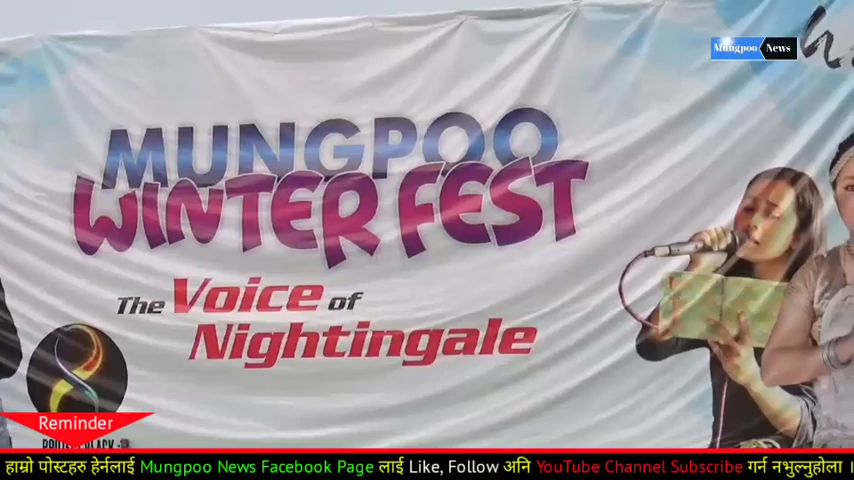 Mungpoo News
MUNGPOO
WINTER FEST
The Voice of
Nightingale
Reminder
हाम्रो पोस्टहरु हेर्नलाई Mungpoo News Facebook Page लाई Like, Follow अनि YouTube Channel Subscribe गर्न नभुल्नुहोला ।